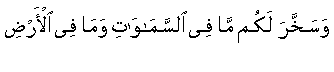 وَسَخَّرَ لَكُم مَّا فِى ٱلسَّمَـٰوَٰتِ وَمَا فِى ٱلْأَرْضِ